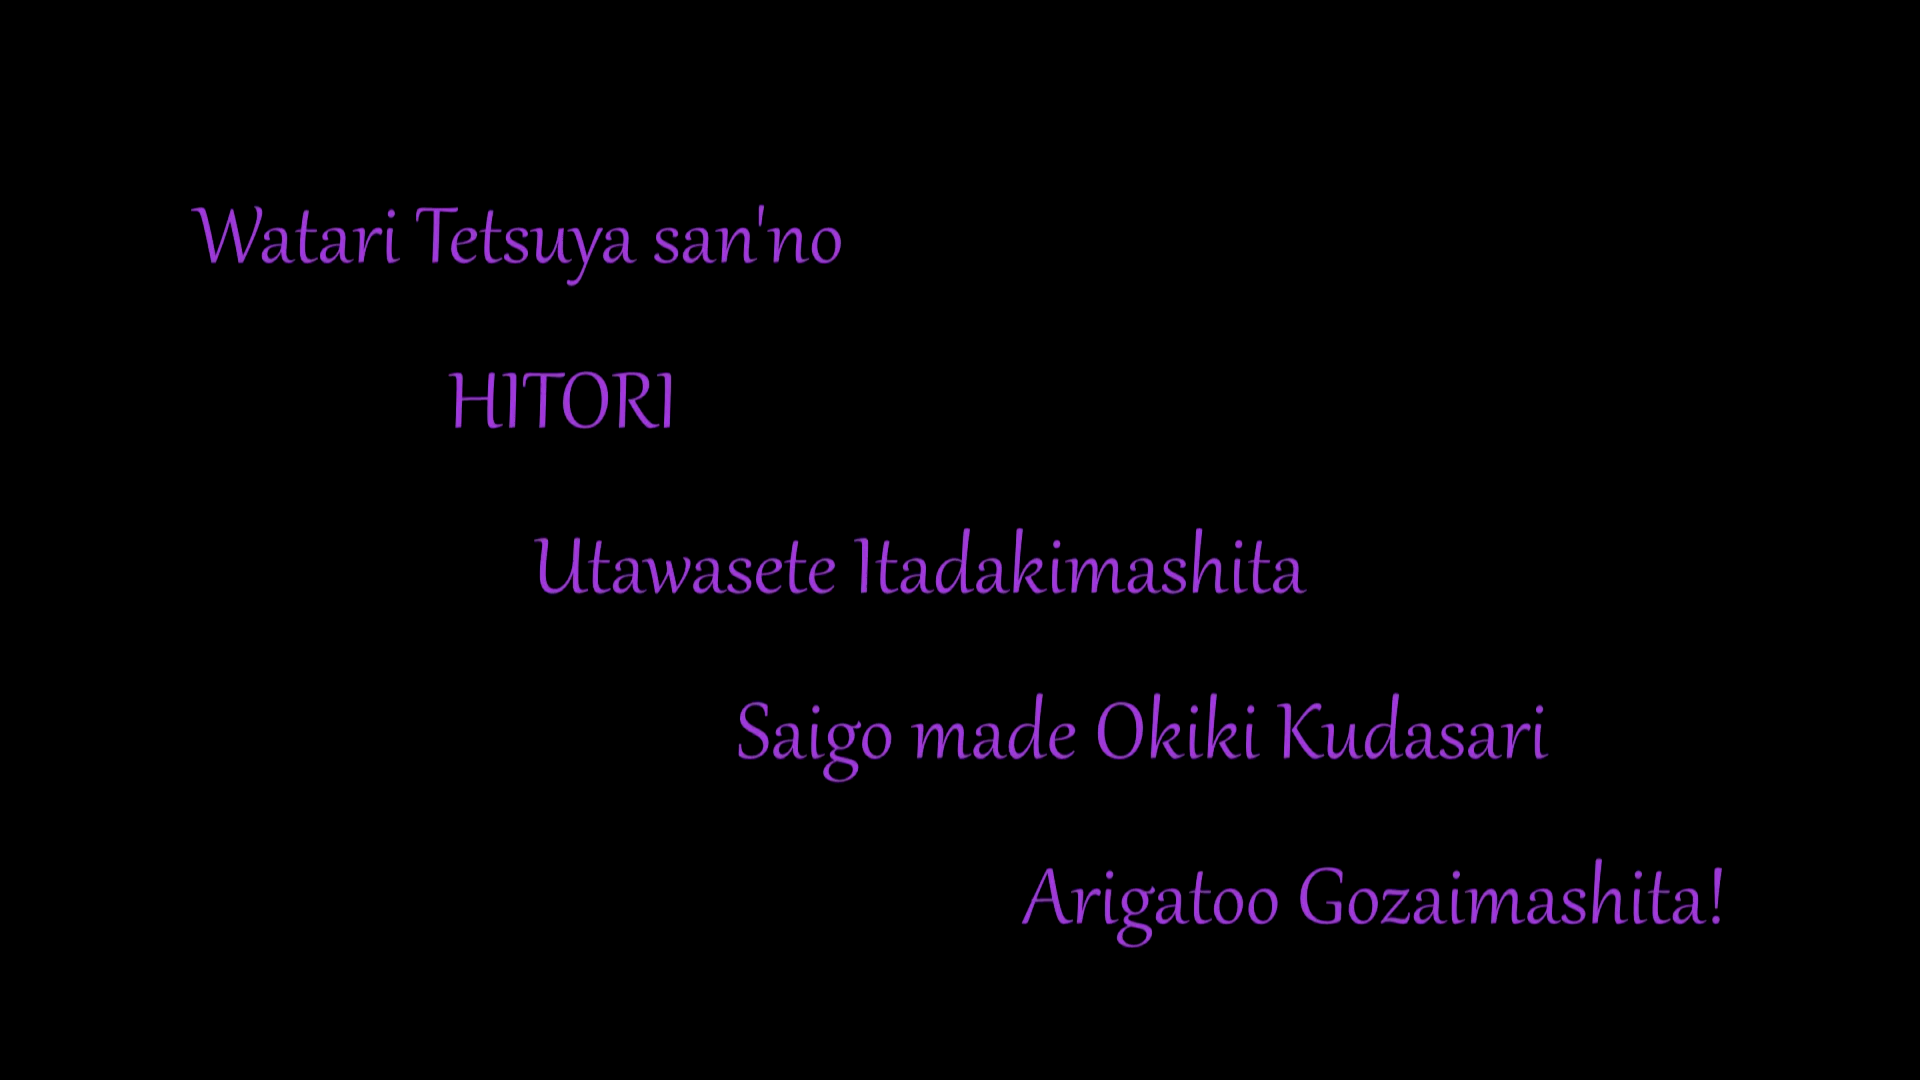 Watari Tetsuya san'no
HITORI
Utawasete Itadakimashita
Saigo made Okiki Kudasari
Arigatoo Gozaimashita!